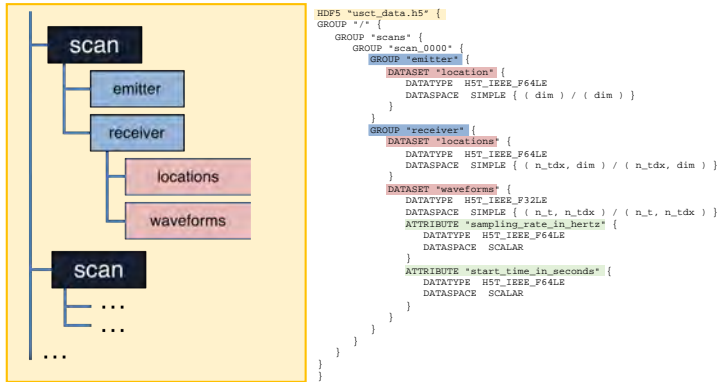 scan
emitter
receiver
locations
waveforms
scan
...
...
...
HDF5 "usct_data.h5" {
GROUP "/" {
GROUP "scans" {
GROUP "scan_0000" {
GROUP "emitter" {
DATASET "location" {
DATATYPE H5T_IEEE_F64LE
DATASPACE SIMPLE { ( dim ) / ( dim ) }
}
}
GROUP "receiver" {
DATASET "locations" {
DATATYPE H5T_IEEE_F64LE
DATASPACE SIMPLE { ( n_tdx, dim ) / ( n_tdx, dim ) }
}
DATASET "waveforms" {
DATATYPE H5T_IEEE_F32LE
DATASPACE SIMPLE { ( n_t, n_tdx ) / ( n_t, n_tdx ) }
ATTRIBUTE "sampling_rate_in_hertz" {
DATATYPE H5T_IEEE_F64LE
DATASPACE SCALAR
}
ATTRIBUTE "start_time_in_seconds" {
DATATYPE H5T_IEEE_F64LE
DATASPACE SCALAR
}
}
}
}
}
}
}